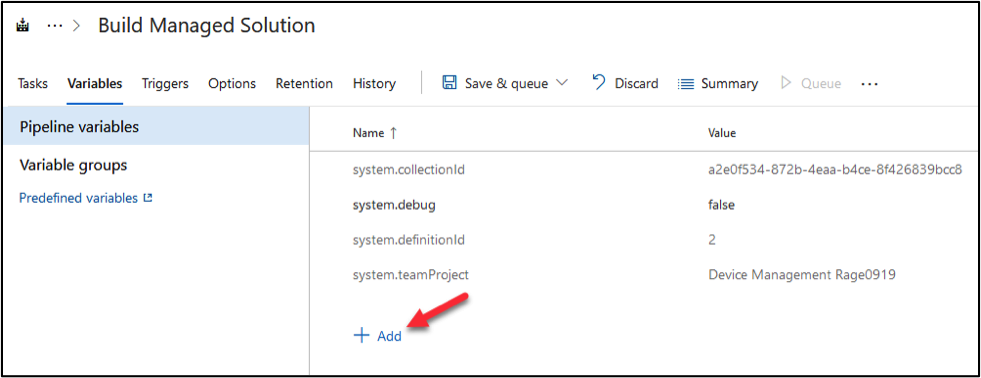 ··· > Build Managed Solution
Tasks Variables Triggers Options Retention History Save & queue Discard Summary Queue ···
Pipeline variables
Variable groups
Predefined variables
Name ↑ Value
system.collectionId a2e0f534-872b-4eaa-b4ce-8f426839bcc8
system.debug false
system.definitionId 2
system.teamProject Device Management Rage0919
+ Add